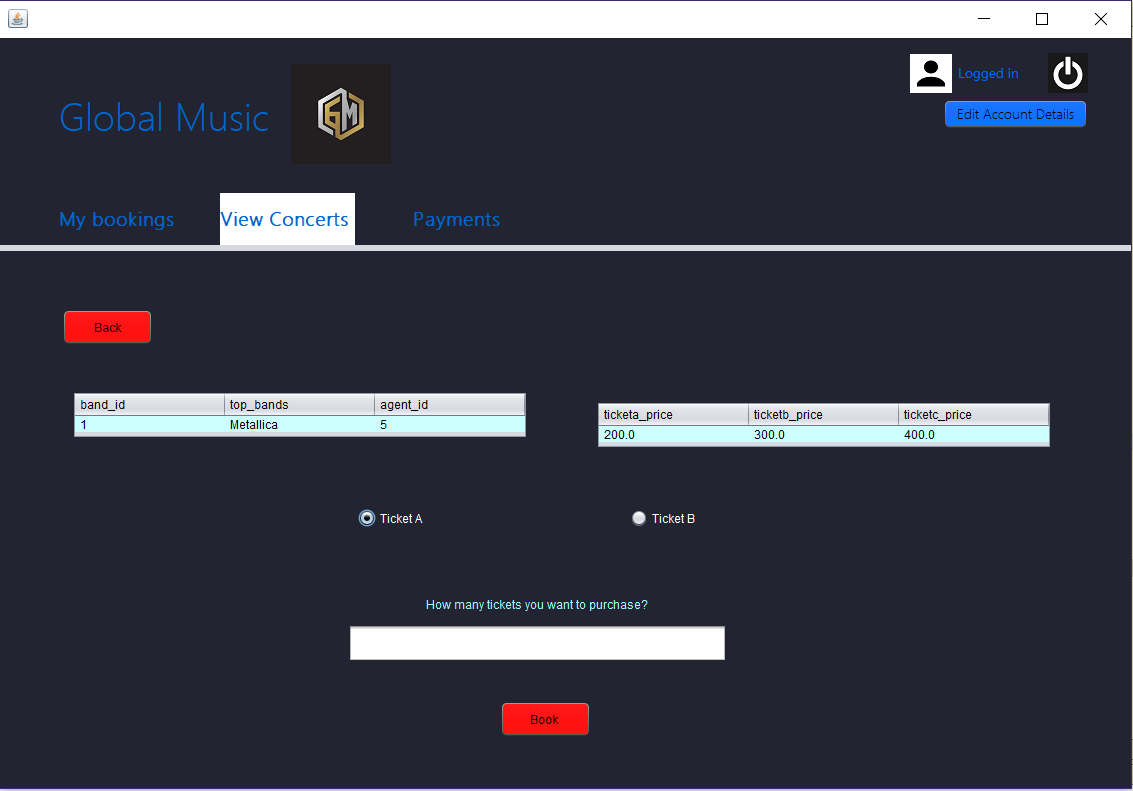 Logged in
Edit Account Details
Global Music
GM
My bookings View Concerts Payments
Back
band_id top_bands agent_id
1 Metallica 5
ticketa_price ticketb_price ticketc_price
200.0 300.0 400.0
Ticket A Ticket B
How many tickets you want to purchase?
Book